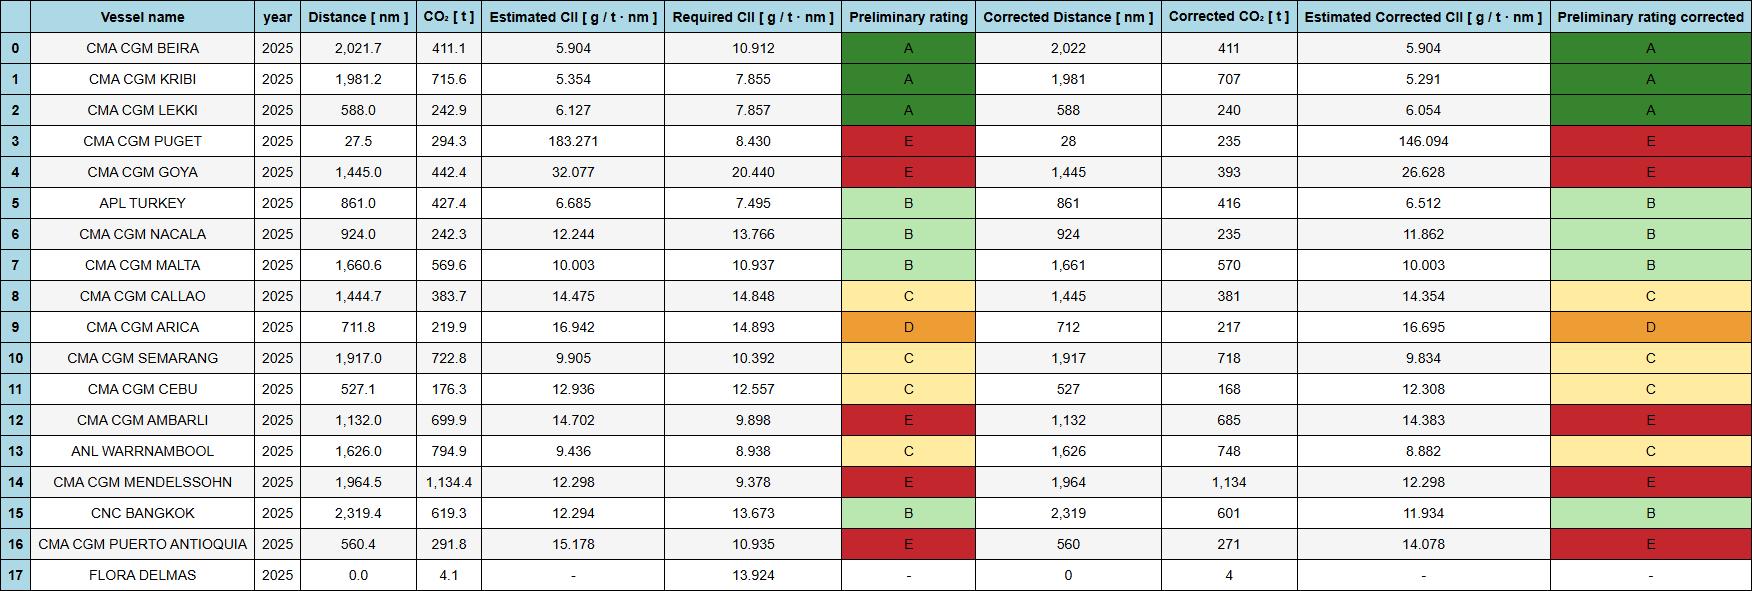 Vessel name year Distance [ nm ] CO₂ [ t ] Estimated CII [ g / t · nm ] Required CII [ g / t · nm ] Preliminary rating Corrected Distance [ nm ] Corrected CO₂ [ t ] Estimated Corrected CII [ g / t · nm ] Preliminary rating corrected
0 CMA CGM BEIRA 2025 2,021.7 411.1 5.904 10.912 A 2,022 411 5.904 A
1 CMA CGM KRIBI 2025 1,981.2 715.6 5.354 7.855 A 1,981 707 5.291 A
2 CMA CGM LEKKI 2025 588.0 242.9 6.127 7.857 A 588 240 6.054 A
3 CMA CGM PUGET 2025 27.5 294.3 183.271 8.430 E 28 235 146.094 E
4 CMA CGM GOYA 2025 1,445.0 442.4 32.077 20.440 E 1,445 393 26.628 E
5 APL TURKEY 2025 861.0 427.4 6.685 7.495 B 861 416 6.512 B
6 CMA CGM NACALA 2025 924.0 242.3 12.244 13.766 B 924 235 11.862 B
7 CMA CGM MALTA 2025 1,660.6 569.6 10.003 10.937 B 1,661 570 10.003 B
8 CMA CGM CALLAO 2025 1,444.7 383.7 14.475 14.848 C 1,445 381 14.354 C
9 CMA CGM ARICA 2025 711.8 219.9 16.942 14.893 D 712 217 16.695 D
10 CMA CGM SEMARANG 2025 1,917.0 722.8 9.905 10.392 C 1,917 718 9.834 C
11 CMA CGM CEBU 2025 527.1 176.3 12.936 12.557 C 527 168 12.308 C
12 CMA CGM AMBARLI 2025 1,132.0 699.9 14.702 9.898 E 1,132 685 14.383 E
13 ANL WARRNAMBOOL 2025 1,626.0 794.9 9.436 8.938 C 1,626 748 8.882 C
14 CMA CGM MENDELSSOHN 2025 1,964.5 1,134.4 12.298 9.378 E 1,964 1,134 12.298 E
15 CNC BANGKOK 2025 2,319.4 619.3 12.294 13.673 B 2,319 601 11.934 B
16 CMA CGM PUERTO ANTIOQUIA 2025 560.4 291.8 15.178 10.935 E 560 271 14.078 E
17 FLORA DELMAS 2025 0.0 4.1 - 13.924 - 0 4 - -